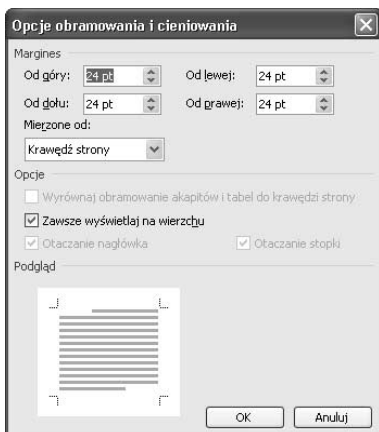 Opcje obramowania i cieniowania
Margines
Od góry: 24 pt Od lewej: 24 pt
Od dołu: 24 pt Od prawej: 24 pt
Mierzone od:
Krawędź strony
Opcje
Wyrównaj obramowanie akapitów i tabel do krawędzi strony
Zawsze wyświetlaj na wierzchu
Otaczanie nagłówka Otaczanie stopki
Podgląd
OK Anuluj